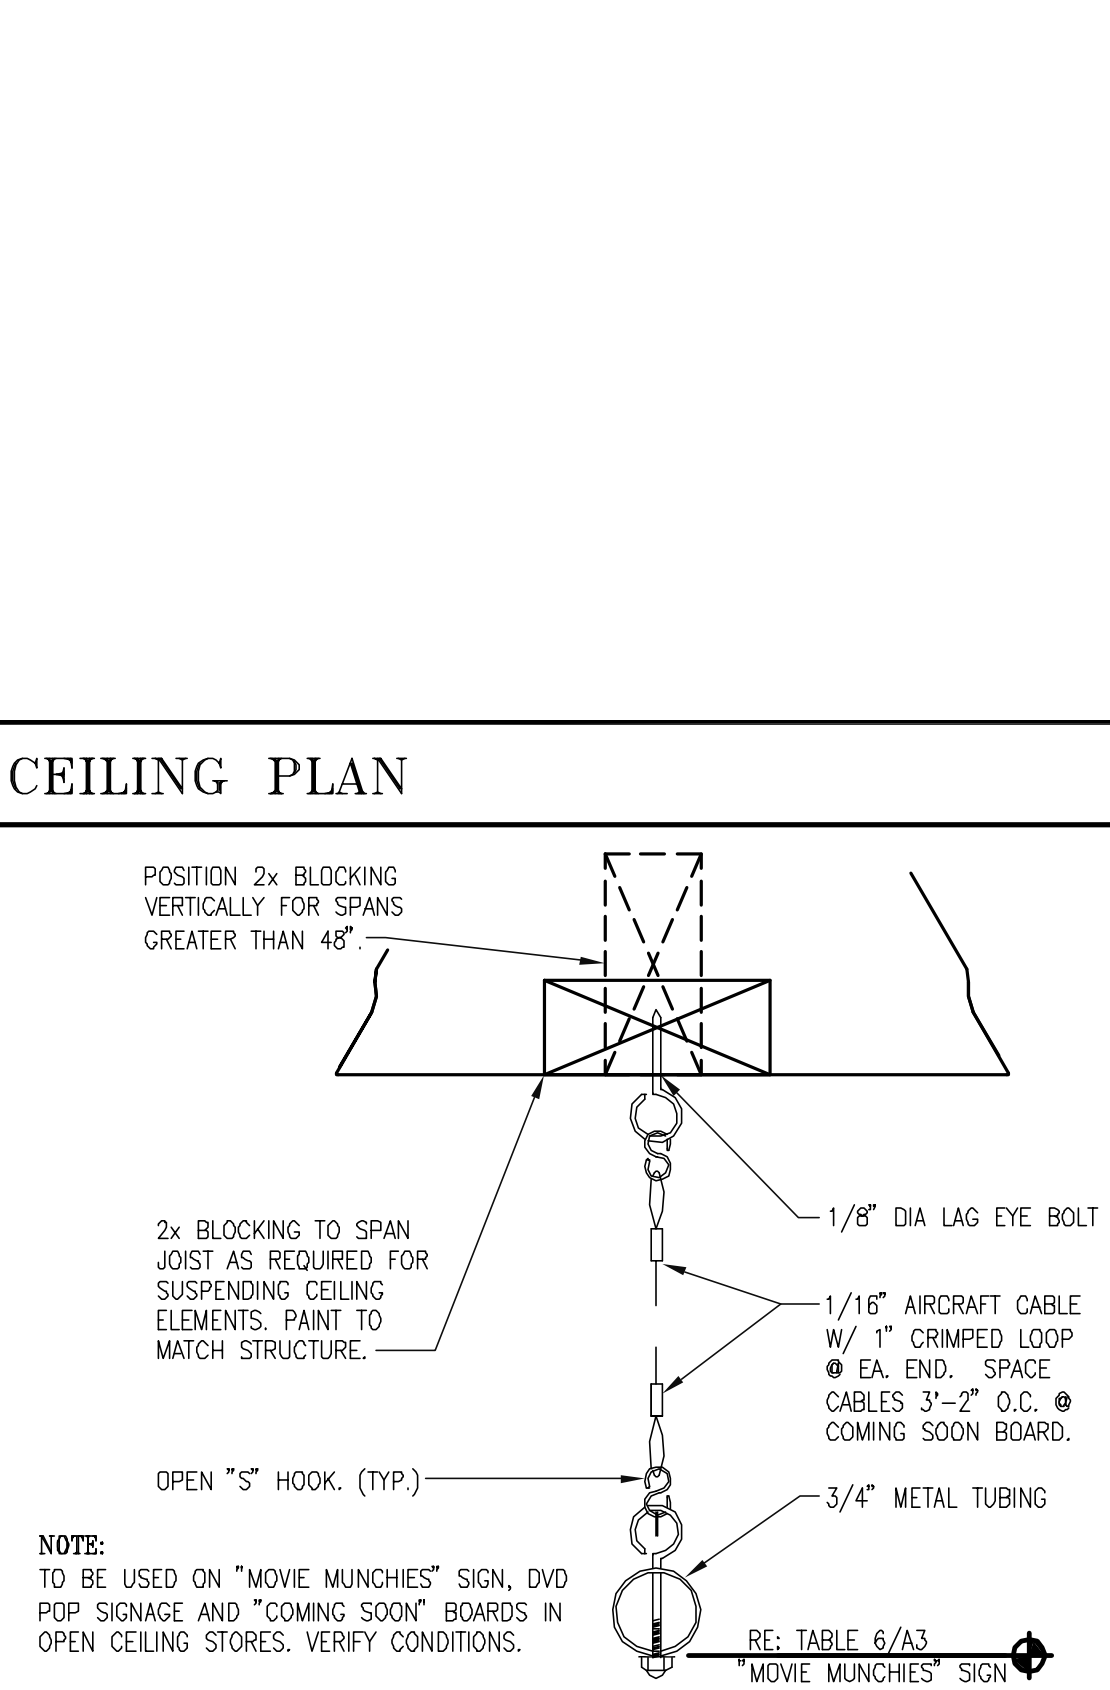 CEILING PLAN
POSITION 2x BLOCKING
VERTICALLY FOR SPANS
GREATER THAN 48".
2x BLOCKING TO SPAN
JOIST AS REQUIRED FOR
SUSPENDING CEILING
ELEMENTS. PAINT TO
MATCH STRUCTURE.
1/8" DIA LAG EYE BOLT
1/16" AIRCRAFT CABLE
W/ 1" CRIMPED LOOP
@ EA. END. SPACE
CABLES 3'-2" O.C. @
COMING SOON BOARD.
OPEN "S" HOOK. (TYP.)
3/4" METAL TUBING
NOTE:
TO BE USED ON "MOVIE MUNCHIES" SIGN, DVD
POP SIGNAGE AND "COMING SOON" BOARDS IN
OPEN CEILING STORES. VERIFY CONDITIONS.
RE: TABLE 6/A3
"MOVIE MUNCHIES" SIGN